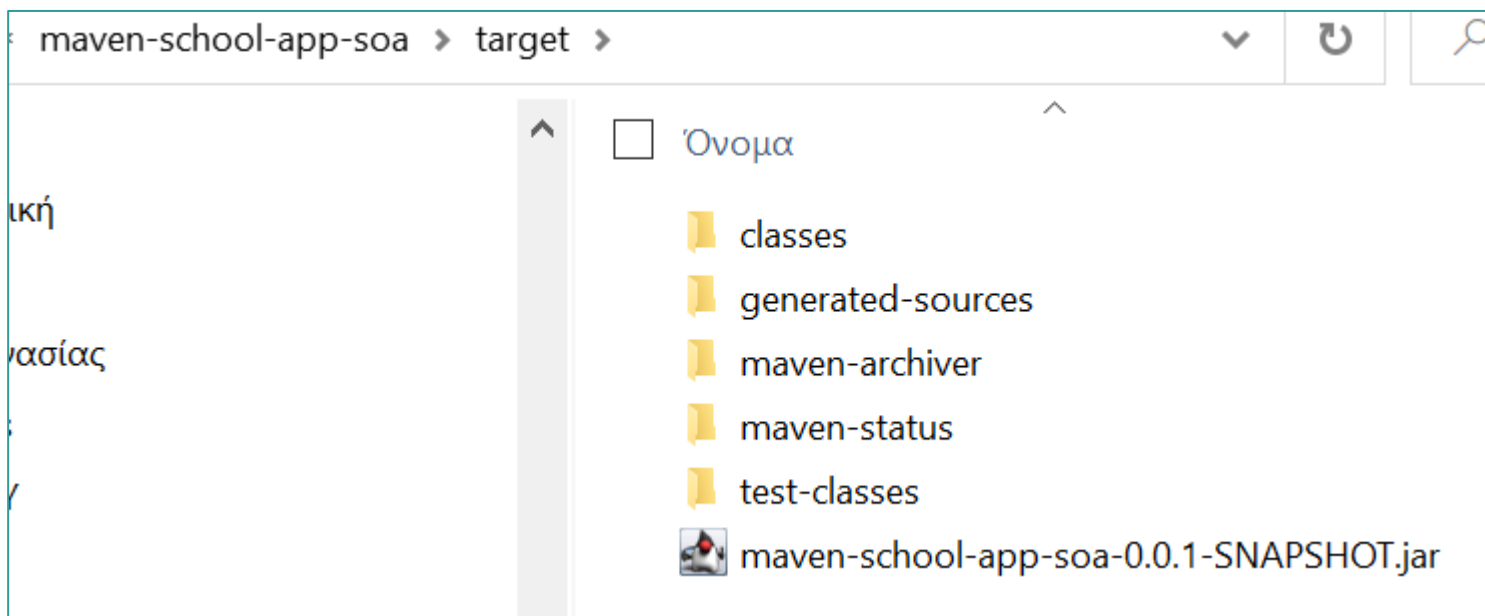 maven-school-app-soa > target >
Όνομα
ική
classes
generated-sources
νασίας
maven-archiver
maven-status
test-classes
maven-school-app-soa-0.0.1-SNAPSHOT.jar